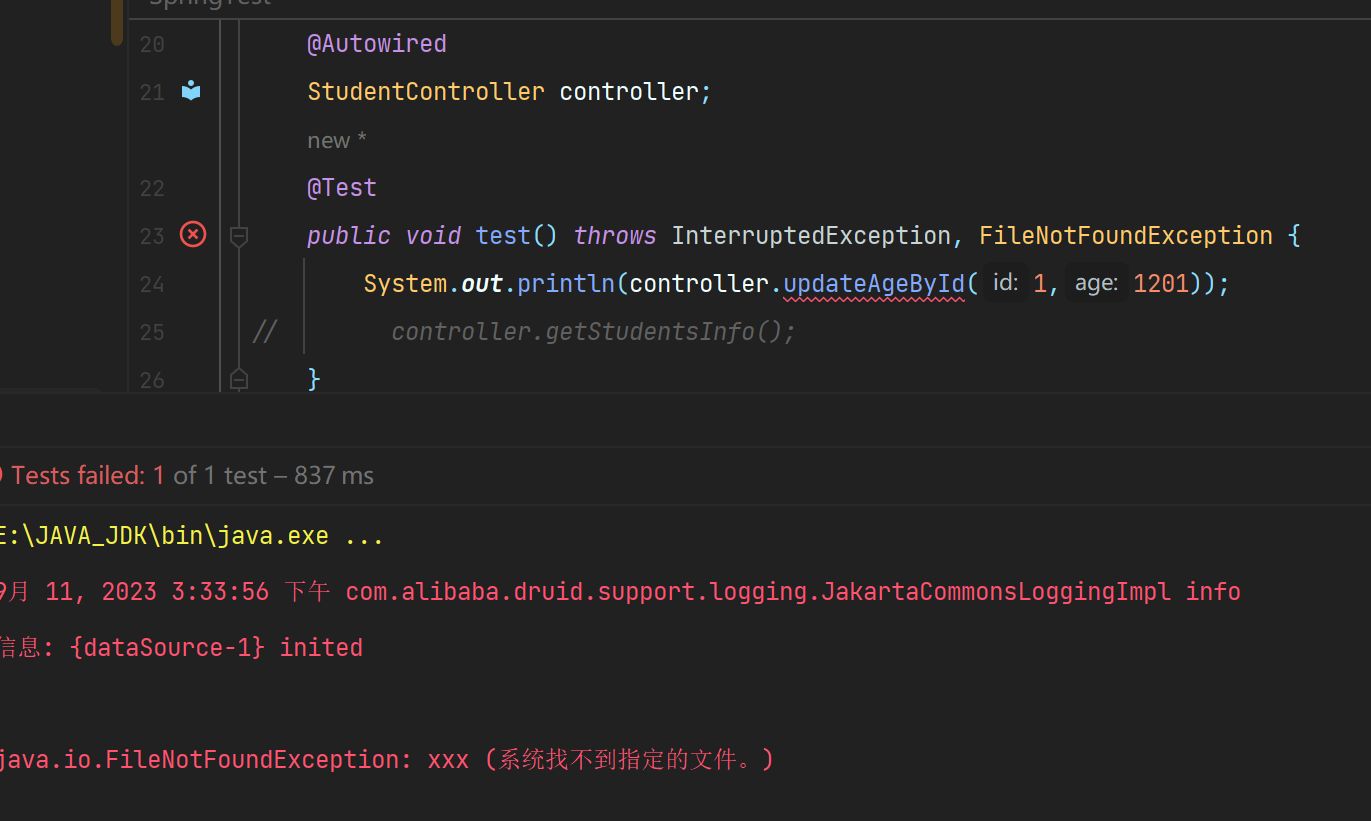 SpringTest
20 @Autowired
21 StudentController controller;
new *
22 @Test
23 public void test() throws InterruptedException, FileNotFoundException {
24 System.out.println(controller.updateAgeById( id: 1, age: 1201));
25 // controller.getStudentsInfo();
26 }
Tests failed: 1 of 1 test – 837 ms
E:\JAVA_JDK\bin\java.exe ...
9月 11, 2023 3:33:56 下午 com.alibaba.druid.support.logging.JakartaCommonsLoggingImpl info
信息: {dataSource-1} inited
java.io.FileNotFoundException: xxx (系统找不到指定的文件。)